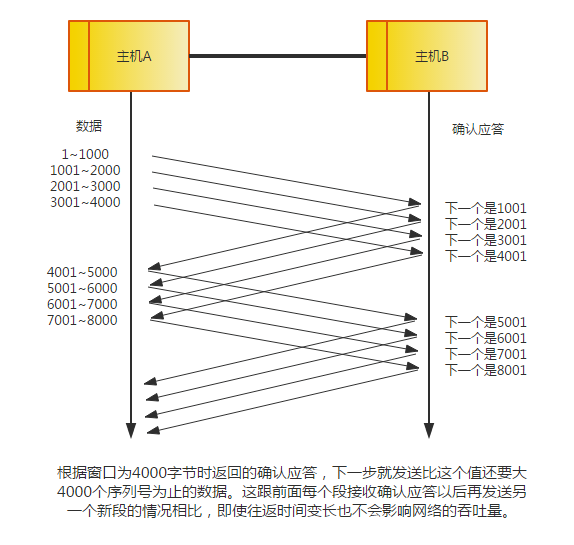 主机A
主机B
数据
确认应答
1~1000
1001~2000
2001~3000
3001~4000
下一个是1001
下一个是2001
下一个是3001
下一个是4001
4001~5000
5001~6000
6001~7000
7001~8000
下一个是5001
下一个是6001
下一个是7001
下一个是8001
根据窗口为4000字节时返回的确认应答，下一步就发送比这个值还要大
4000个序列号为止的数据。这跟前面每个段接收确认应答以后再发送另
一个新段的情况相比，即使往返时间变长也不会影响网络的吞吐量。